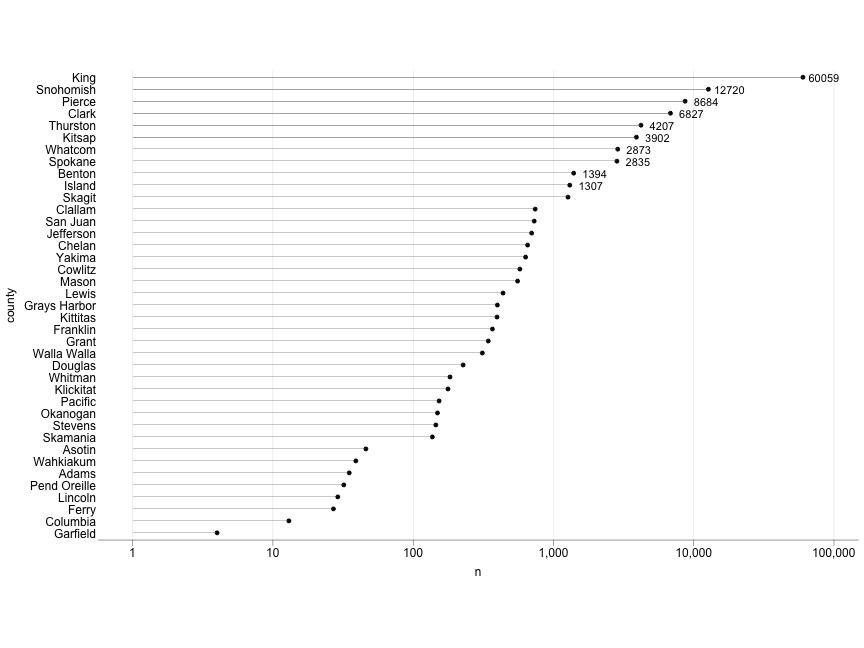 King 60059
Snohomish 12720
Pierce 8684
Clark 6827
Thurston 4207
Kitsap 3902
Whatcom 2873
Spokane 2835
Benton 1394
Island 1307
Skagit
Clallam
San Juan
Jefferson
Chelan
Yakima
Cowlitz
Mason
Lewis
Grays Harbor
Kittitas
Franklin
Grant
Walla Walla
Douglas
Whitman
Klickitat
Pacific
Okanogan
Stevens
Skamania
Asotin
Wahkiakum
Adams
Pend Oreille
Lincoln
Ferry
Columbia
Garfield
county
1 10 100 1,000 10,000 100,000
n